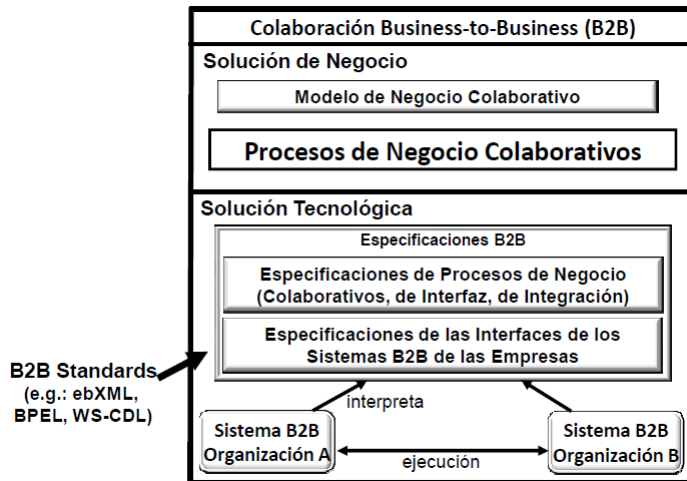 Colaboración Business-to-Business (B2B)
Solución de Negocio
Modelo de Negocio Colaborativo
Procesos de Negocio Colaborativos
Solución Tecnológica
Especificaciones B2B
Especificaciones de Procesos de Negocio
(Colaborativos, de Interfaz, de Integración)
Especificaciones de las Interfaces de los
Sistemas B2B de las Empresas
B2B Standards
(e.g.: ebXML,
BPEL, WS-CDL)
interpreta
Sistema B2B
Organización A
ejecución
Sistema B2B
Organización B